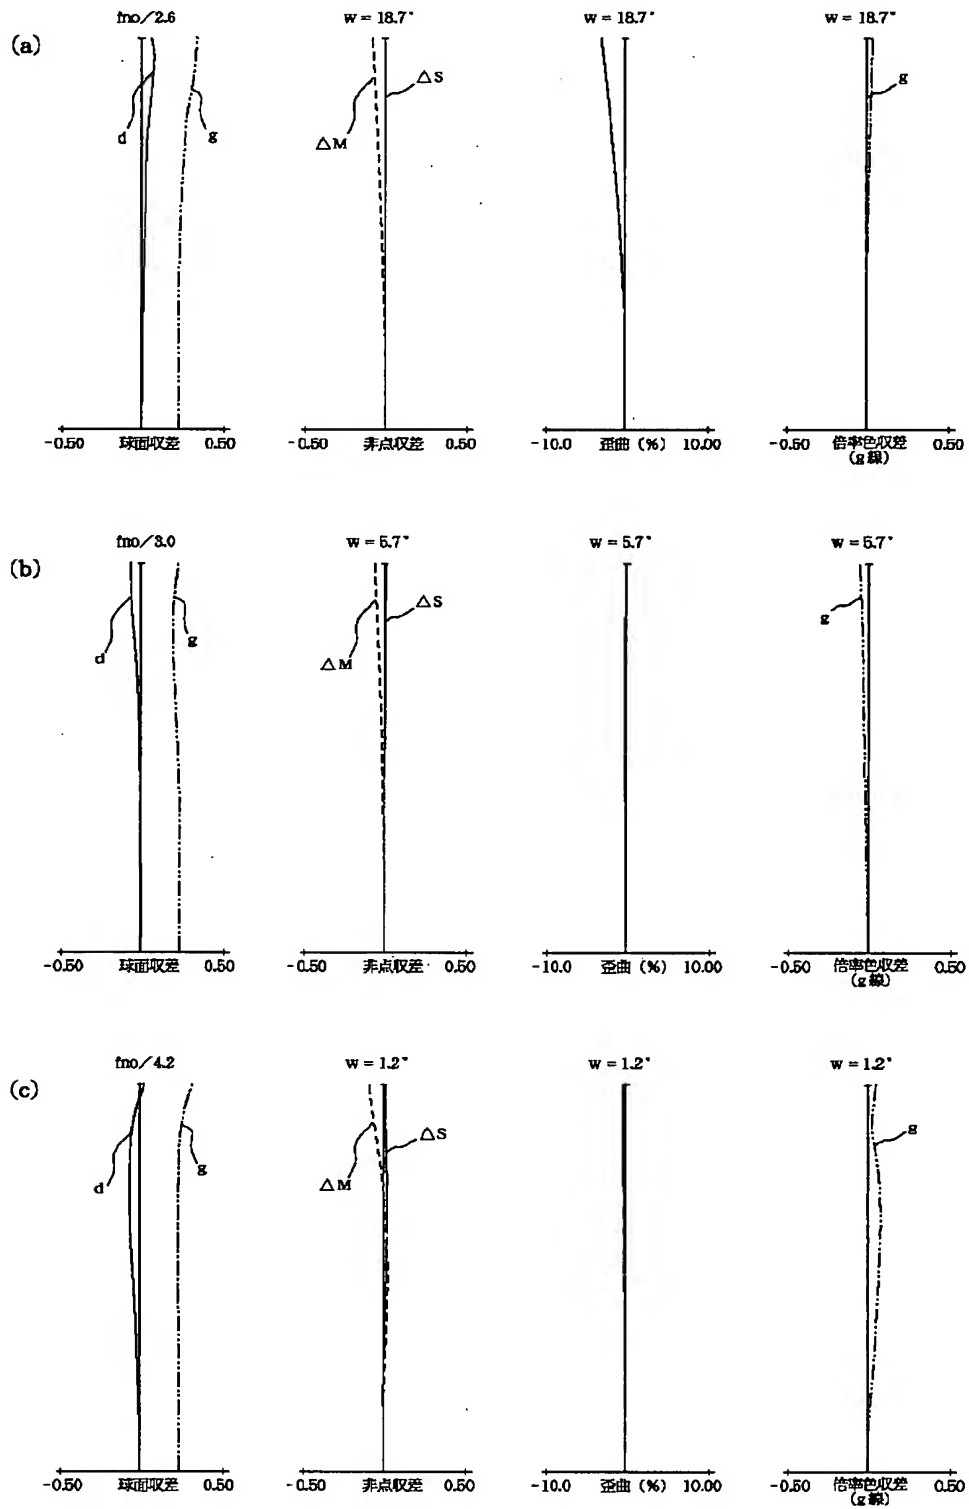 (a)
fno/2.6
w = 18.7°
w = 18.7°
w = 18.7°
d
g
△S
△M
g
-0.50 球面収差 0.50
-0.50 非点収差 0.50
-10.0 歪曲 (%) 10.00
-0.50 倍率色収差 0.50
(g線)
(b)
fno/3.0
w = 5.7°
w = 5.7°
w = 5.7°
d
g
△S
△M
g
-0.50 球面収差 0.50
-0.50 非点収差 0.50
-10.0 歪曲 (%) 10.00
-0.50 倍率色収差 0.50
(g線)
(c)
fno/4.2
w = 1.2°
w = 1.2°
w = 1.2°
d
g
△S
△M
g
-0.50 球面収差 0.50
-0.50 非点収差 0.50
-10.0 歪曲 (%) 10.00
-0.50 倍率色収差 0.50
(g線)